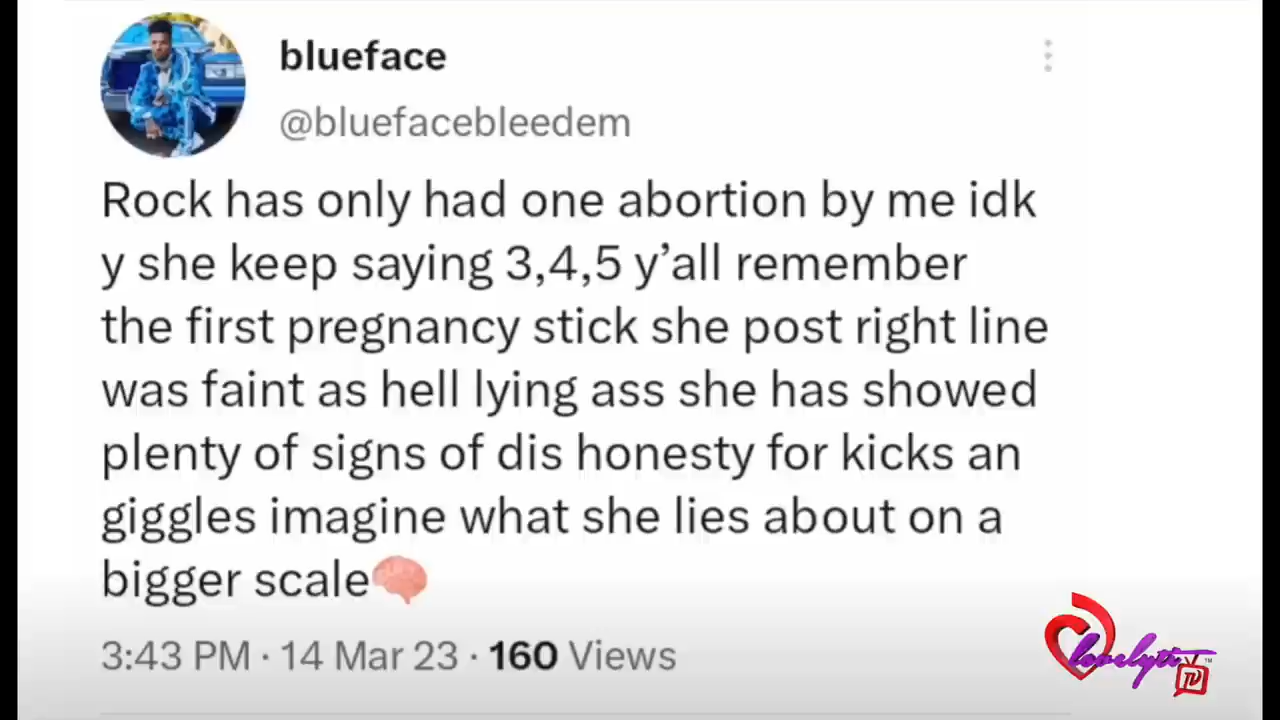 blueface
@bluefacebleedem
Rock has only had one abortion by me idk
y she keep saying 3,4,5 y’all remember
the first pregnancy stick she post right line
was faint as hell lying ass she has showed
plenty of signs of dis honesty for kicks an
giggles imagine what she lies about on a
bigger scale🧠
3:43 PM · 14 Mar 23 · 160 Views
lovelyti TV™